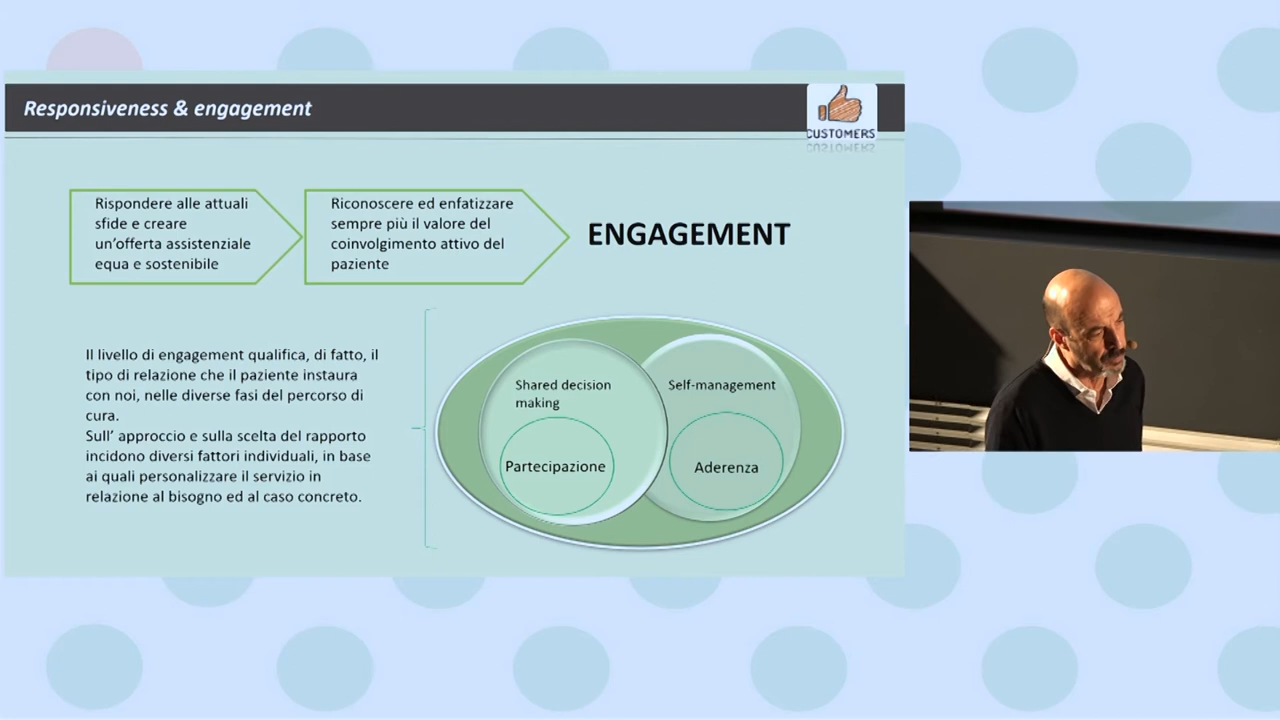 Responsiveness & engagement
CUSTOMERS
Rispondere alle attuali
sfide e creare
un’offerta assistenziale
equa e sostenibile
Riconoscere ed enfatizzare
sempre più il valore del
coinvolgimento attivo del
paziente
ENGAGEMENT
Il livello di engagement qualifica, di fatto, il
tipo di relazione che il paziente instaura
con noi, nelle diverse fasi del percorso di
cura.
Sull’ approccio e sulla scelta del rapporto
incidono diversi fattori individuali, in base
ai quali personalizzare il servizio in
relazione al bisogno ed al caso concreto.
Shared decision
making
Partecipazione
Self-management
Aderenza